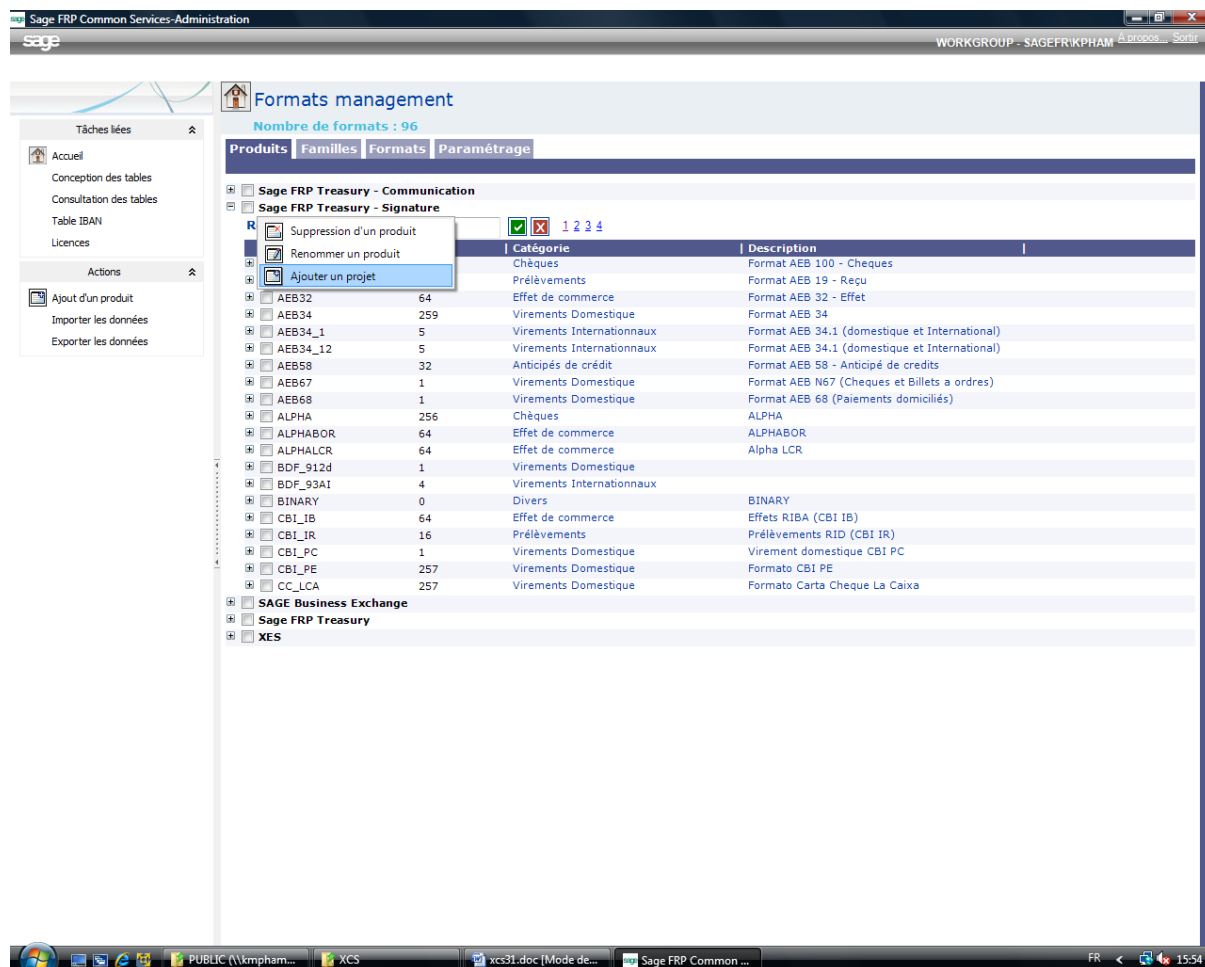 Sage FRP Common Services-Administration
sage
WORKGROUP - SAGEFR\KPHAM A propos... Sortir
Formats management
Nombre de formats : 96
Produits Familles Formats Paramétrage
Tâches liées
Accueil
Conception des tables
Consultation des tables
Table IBAN
Licences
Actions
Ajout d'un produit
Importer les données
Exporter les données
Sage FRP Treasury - Communication
Sage FRP Treasury - Signature
R 1 2 3 4
Suppression d'un produit
Renommer un produit
Ajouter un projet
| Catégorie | Description |
Chèques Format AEB 100 - Cheques
Prélèvements Format AEB 19 - Reçu
AEB32 64 Effet de commerce Format AEB 32 - Effet
AEB34 259 Virements Domestique Format AEB 34
AEB34_1 5 Virements Internationnaux Format AEB 34.1 (domestique et International)
AEB34_12 5 Virements Internationnaux Format AEB 34.1 (domestique et International)
AEB58 32 Anticipés de crédit Format AEB 58 - Anticipé de credits
AEB67 1 Virements Domestique Format AEB N67 (Cheques et Billets a ordres)
AEB68 1 Virements Domestique Format AEB 68 (Paiements domiciliés)
ALPHA 256 Chèques ALPHA
ALPHABOR 64 Effet de commerce ALPHABOR
ALPHALCR 64 Effet de commerce Alpha LCR
BDF_912d 1 Virements Domestique
BDF_93AI 4 Virements Internationnaux
BINARY 0 Divers BINARY
CBI_IB 64 Effet de commerce Effets RIBA (CBI IB)
CBI_IR 16 Prélèvements Prélèvements RID (CBI IR)
CBI_PC 1 Virements Domestique Virement domestique CBI PC
CBI_PE 257 Virements Domestique Formato CBI PE
CC_LCA 257 Virements Domestique Formato Carta Cheque La Caixa
SAGE Business Exchange
Sage FRP Treasury
XES
PUBLIC (\\kmpham... XCS xcs31.doc [Mode de... Sage FRP Common ... FR 15:54